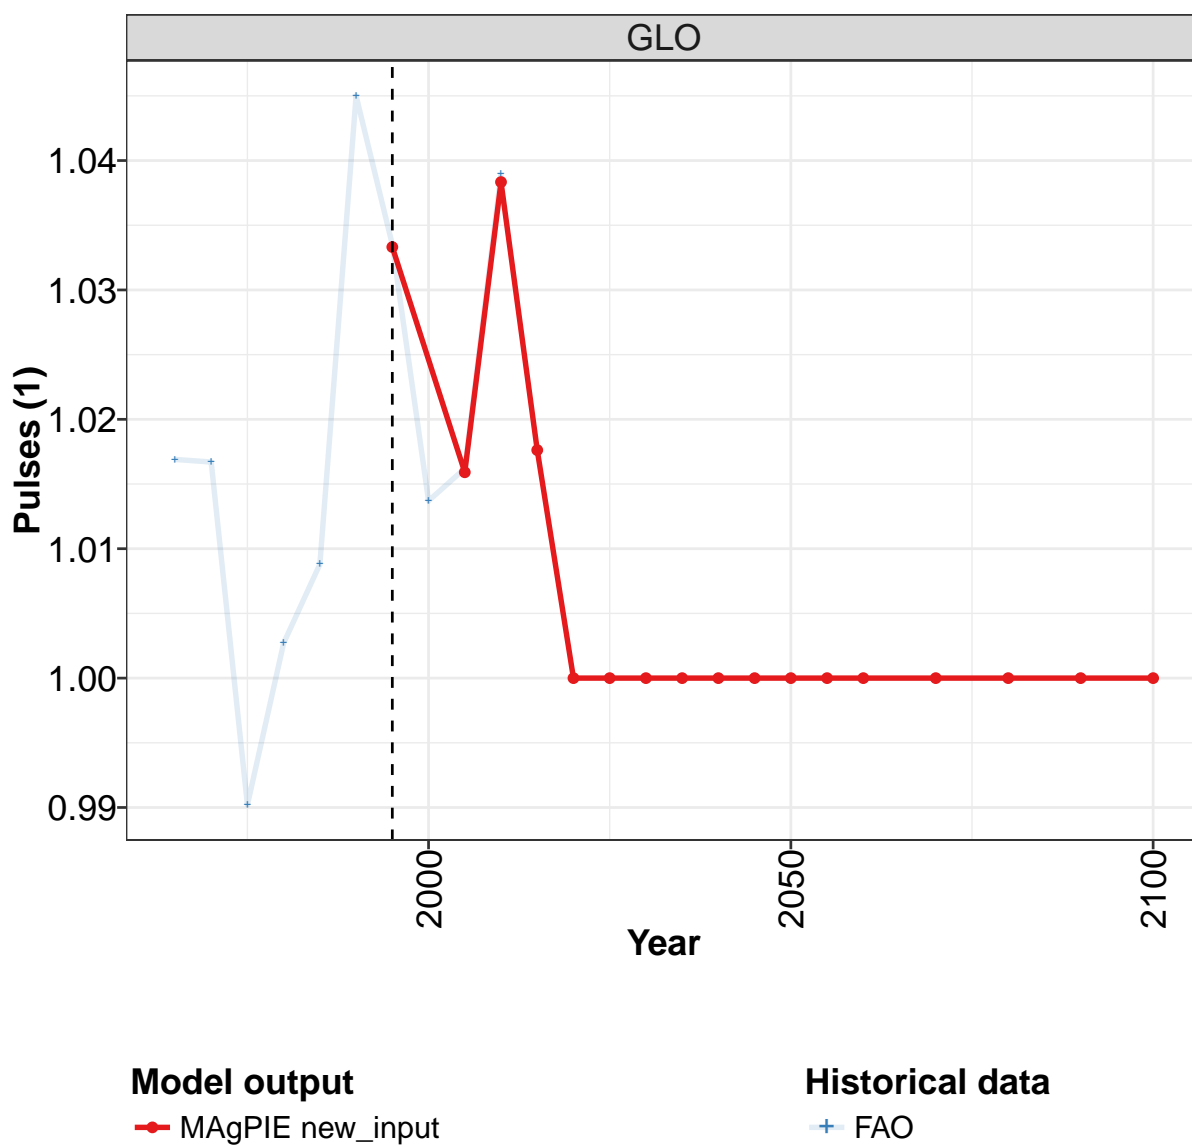 GLO
1.04
1.03
1.02
1.01
1.00
0.99
Pulses (1)
2000
2050
2100
Year
Model output
MAgPIE new_input
Historical data
FAO